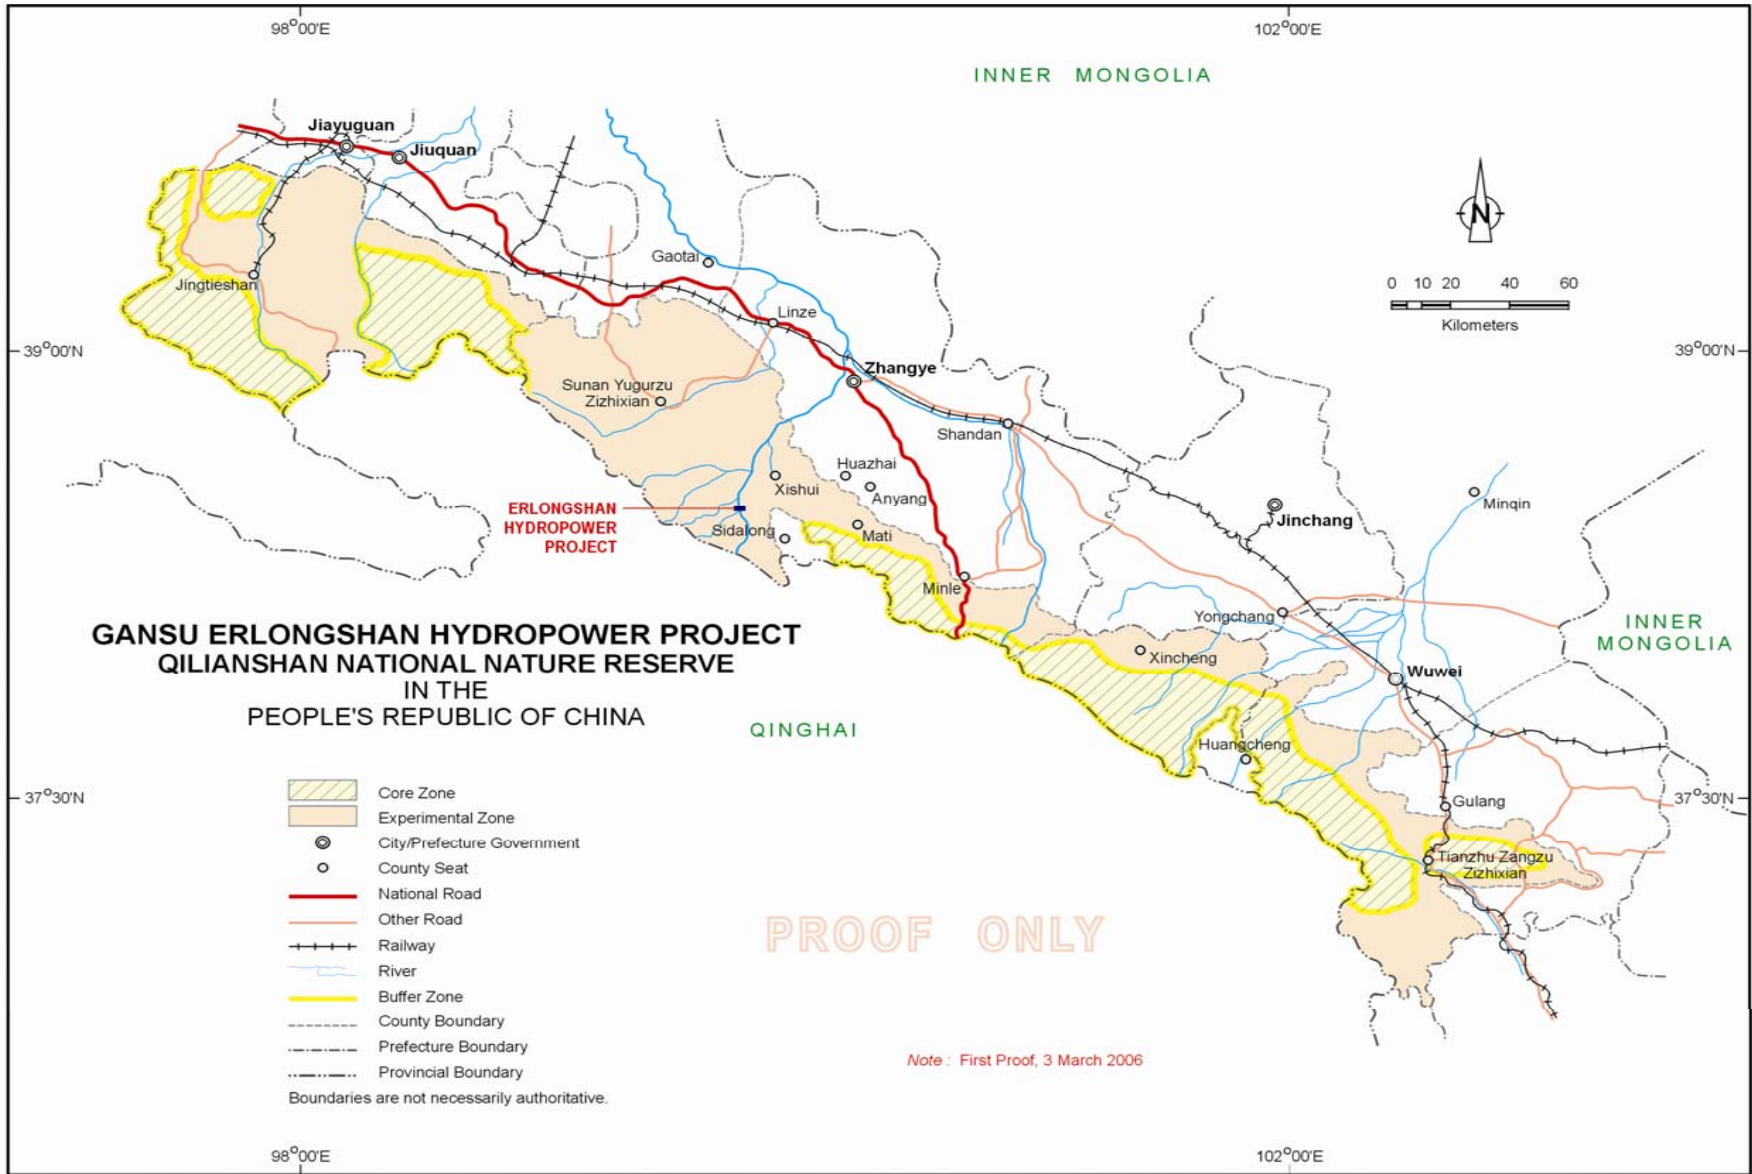 98°00'E
102°00'E
INNER MONGOLIA
Jiayuguan
Jiuquan
N
Gaotai
Jingtieshan
0 10 20 40 60
Kilometers
Linze
39°00'N
39°00'N
Zhangye
Sunan Yugurzu
Zizhixian
Shandan
Huazhai
Xishui
Anyang
Minqin
ERLONGSHAN
HYDROPOWER
PROJECT
Jinchang
Sidalong
Mati
Minle
Yongchang
INNER
MONGOLIA
GANSU ERLONGSHAN HYDROPOWER PROJECT
QILIANSHAN NATIONAL NATURE RESERVE
IN THE
PEOPLE'S REPUBLIC OF CHINA
Xincheng
Wuwei
QINGHAI
Huangcheng
37°30'N
37°30'N
Gulang
Tianzhu Zangzu
Zizhixian
Core Zone
Experimental Zone
City/Prefecture Government
County Seat
National Road
Other Road
Railway
River
Buffer Zone
County Boundary
Prefecture Boundary
Provincial Boundary
Boundaries are not necessarily authoritative.
PROOF ONLY
Note : First Proof, 3 March 2006
98°00'E
102°00'E